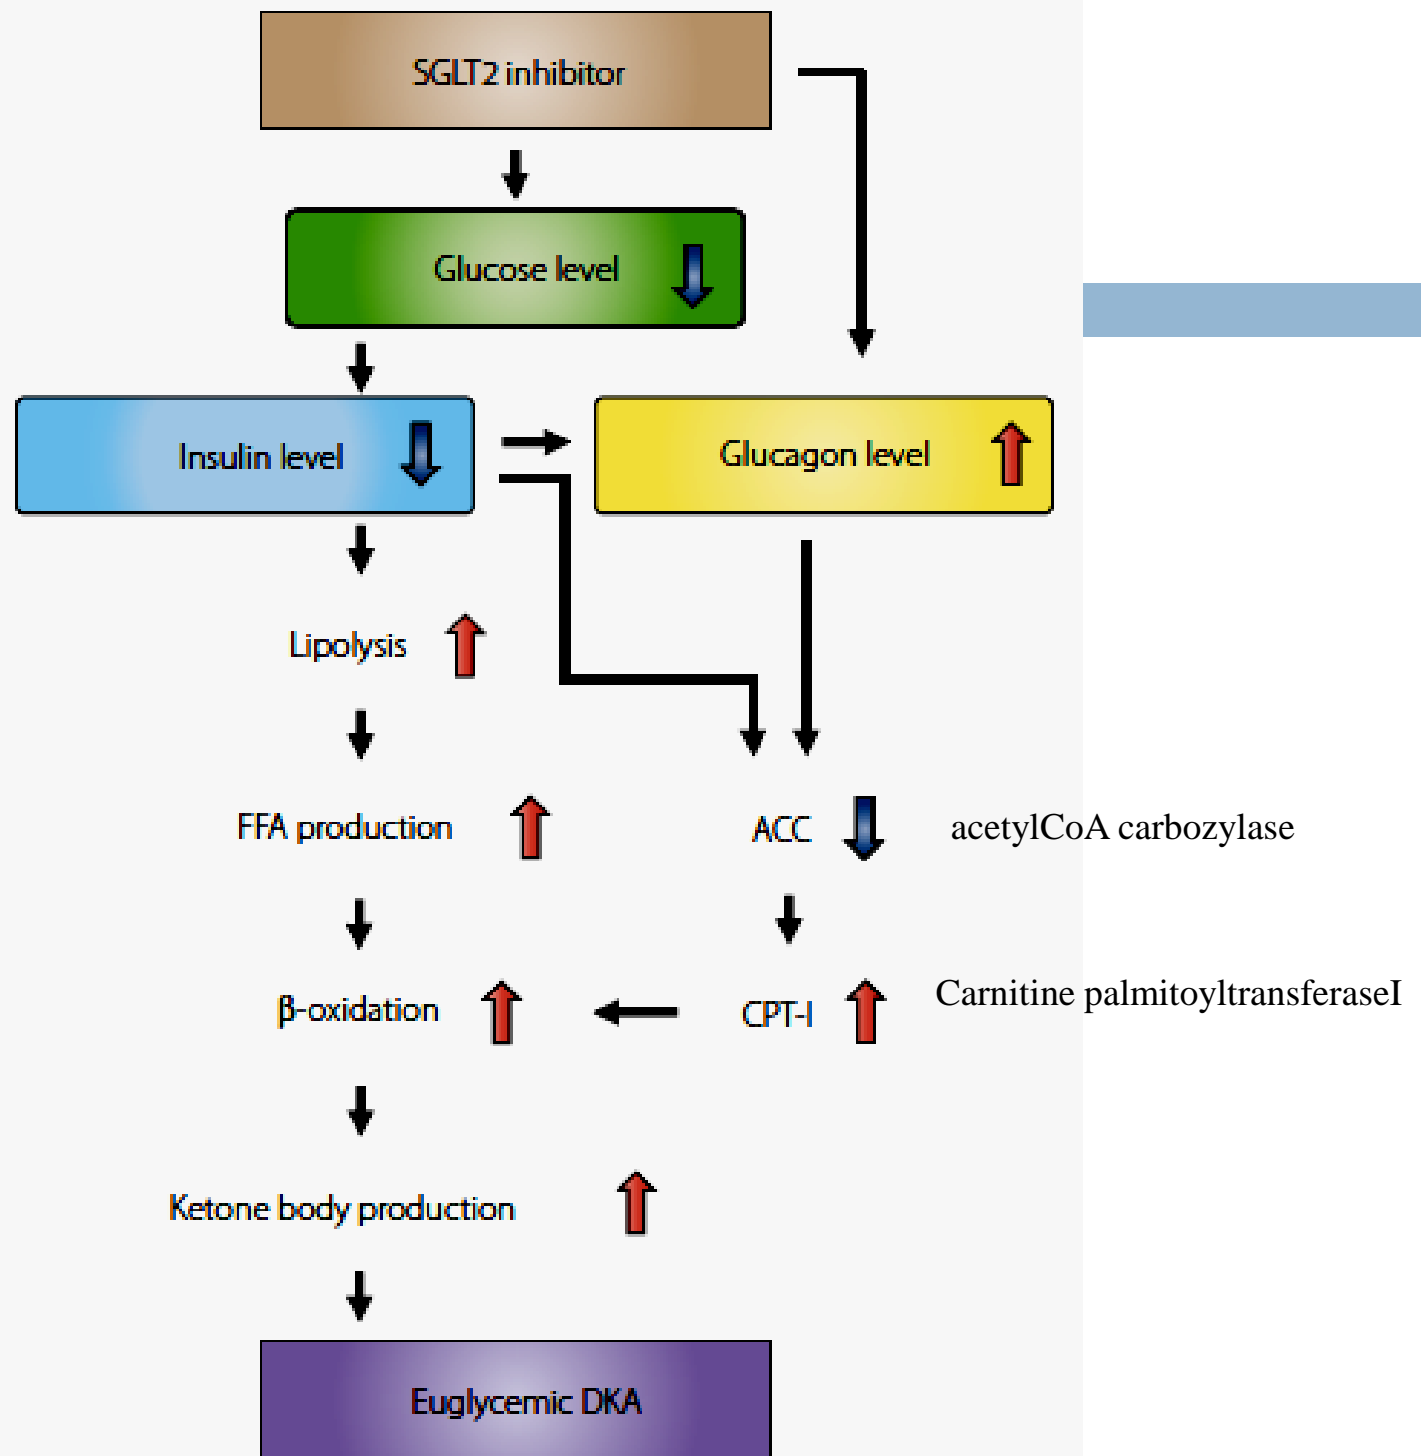 SGLT2 inhibitor
Glucose level
Insulin level
Glucagon level
Lipolysis
FFA production
ACC
acetylCoA carbozylase
β-oxidation
CPT-I
Carnitine palmitoyltransferaseI
Ketone body production
Euglycemic DKA